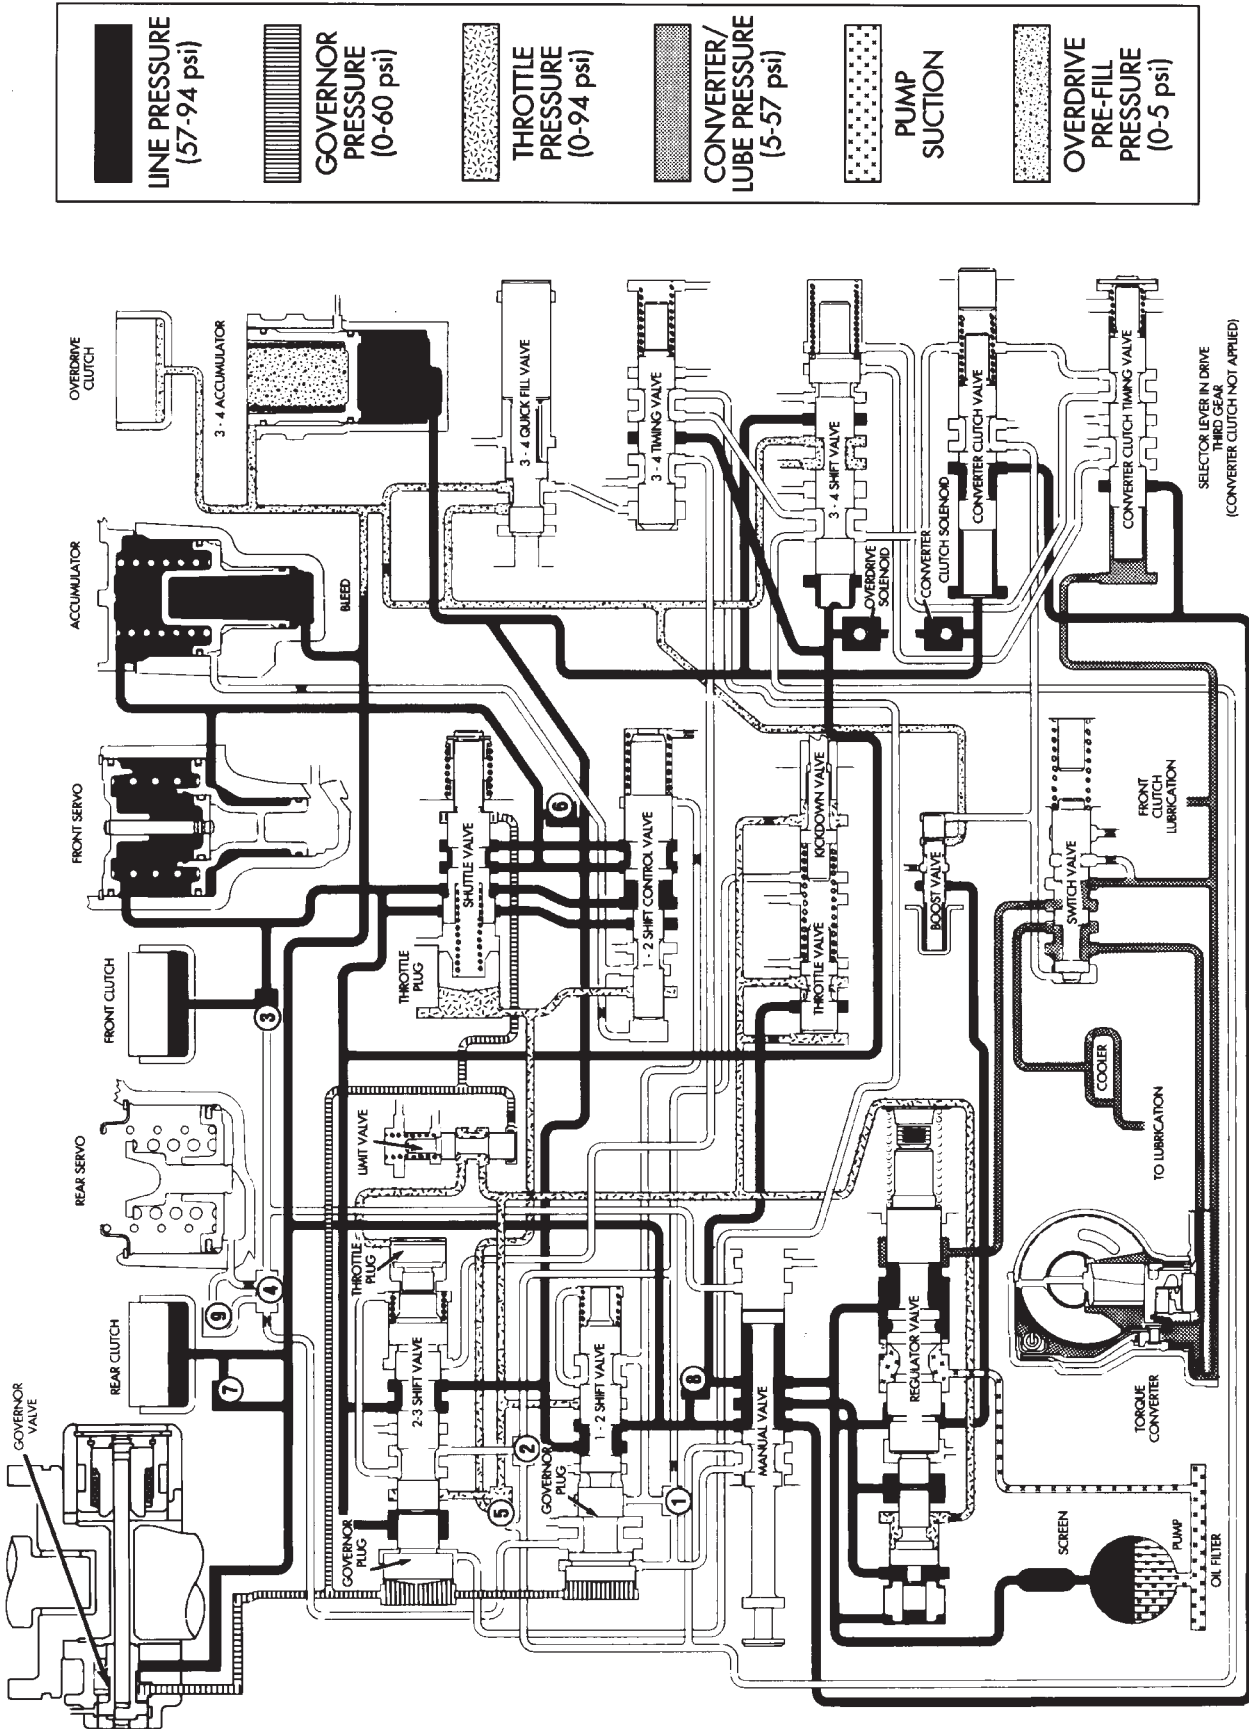 LINE PRESSURE
(57-94 psi)
GOVERNOR
PRESSURE
(0-60 psi)
THROTTLE
PRESSURE
(0-94 psi)
CONVERTER/
LUBE PRESSURE
(5-57 psi)
PUMP
SUCTION
OVERDRIVE
PRE-FILL
PRESSURE
(0-5 psi)
GOVERNOR
VALVE
REAR CLUTCH
REAR SERVO
FRONT CLUTCH
FRONT SERVO
ACCUMULATOR
OVERDRIVE
CLUTCH
3 - 4 ACCUMULATOR
BLEED
7
9
4
3
6
GOVERNOR
PLUG
2-3 SHIFT VALVE
THROTTLE
PLUG
LIMIT VALVE
THROTTLE
PLUG
SHUTTLE VALVE
3 - 4 QUICK FILL VALVE
5
2
GOVERNOR
PLUG
1 - 2 SHIFT VALVE
1 - 2 SHIFT CONTROL VALVE
3 - 4 TIMING VALVE
1
8
MANUAL VALVE
THROTTLE VALVE
KICKDOWN VALVE
3 - 4 SHIFT VALVE
OVERDRIVE
SOLENOID
CONVERTER
CLUTCH SOLENOID
REGULATOR VALVE
BOOST VALVE
CONVERTER CLUTCH VALVE
SWITCH VALVE
CONVERTER CLUTCH TIMING VALVE
SCREEN
PUMP
OIL FILTER
TORQUE
CONVERTER
COOLER
TO LUBRICATION
FRONT
CLUTCH
LUBRICATION
SELECTOR LEVER IN DRIVE
THIRD GEAR
(CONVERTER CLUTCH NOT APPLIED)